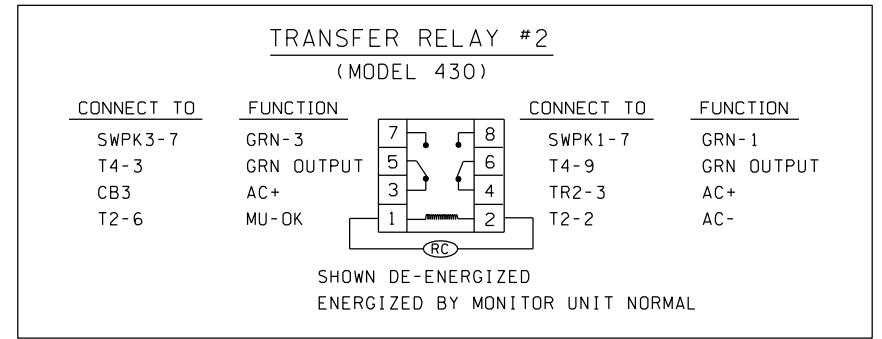 TRANSFER RELAY #2
(MODEL 430)
CONNECT TO FUNCTION CONNECT TO FUNCTION
SWPK3-7 GRN-3 7 8 SWPK1-7 GRN-1
T4-3 GRN OUTPUT 5 6 T4-9 GRN OUTPUT
CB3 AC+ 3 4 TR2-3 AC+
T2-6 MU-OK 1 2 T2-2 AC-
RC
SHOWN DE-ENERGIZED
ENERGIZED BY MONITOR UNIT NORMAL